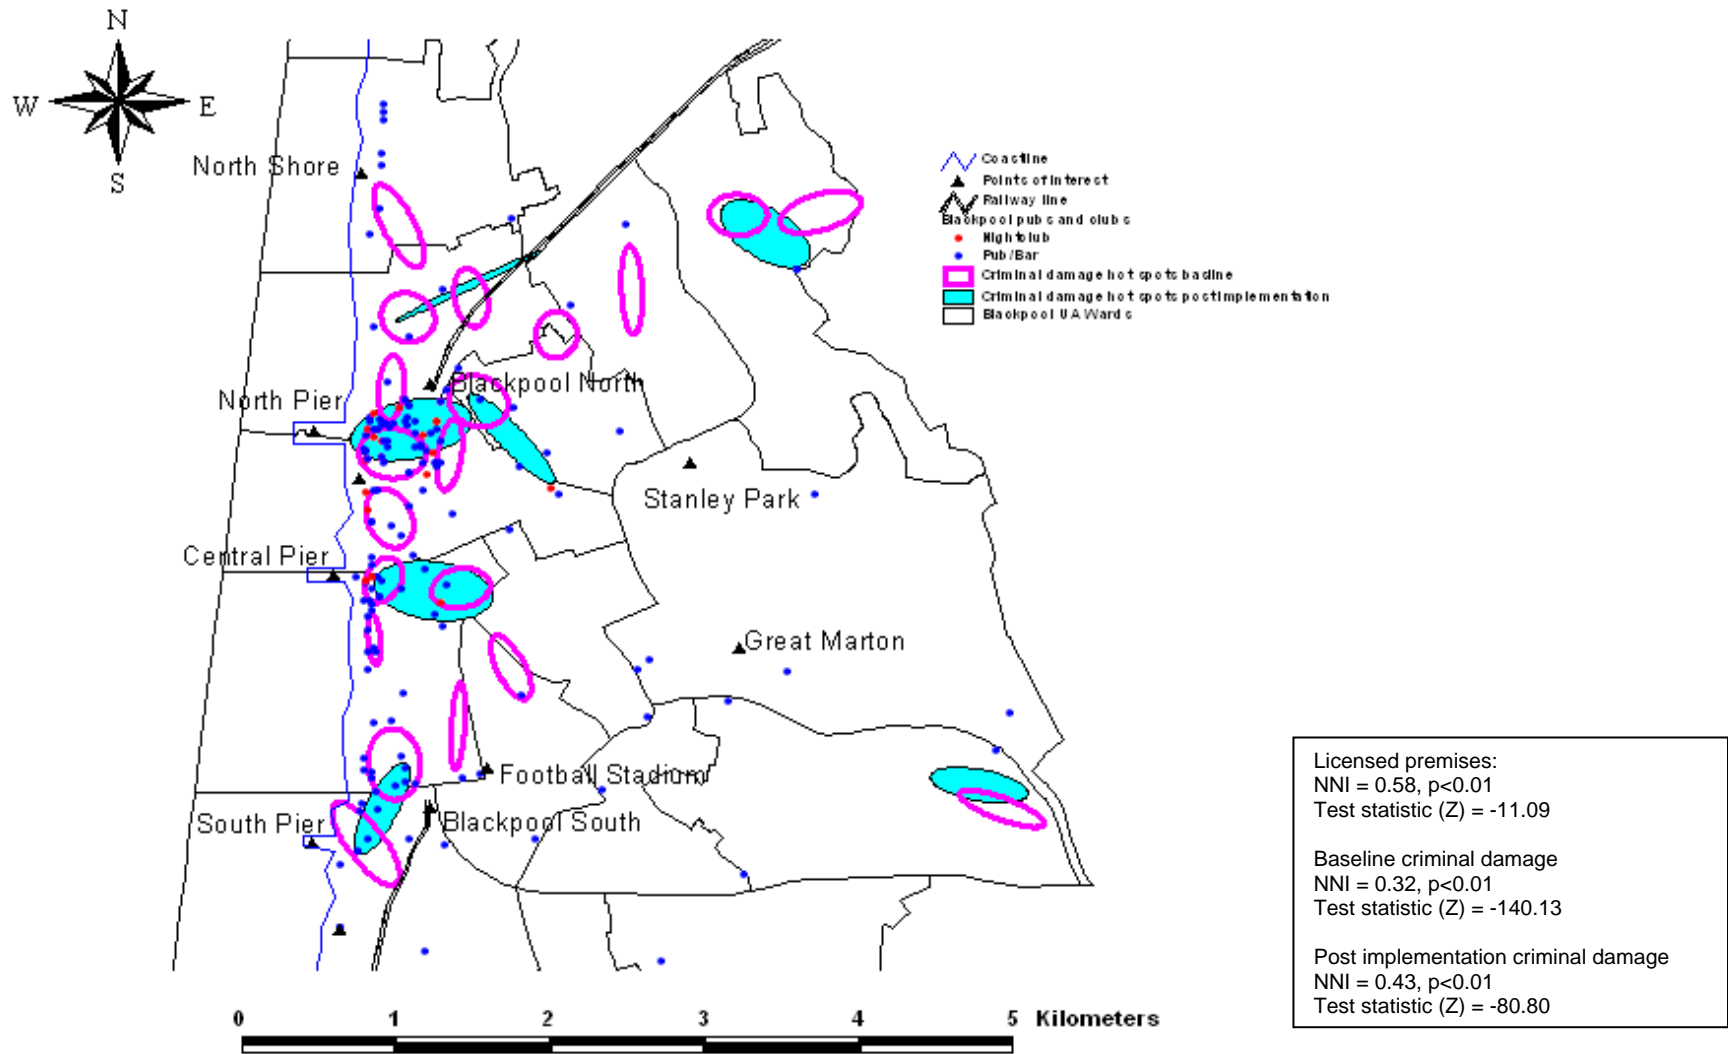 N
W E
S
North Shore
North Pier
Blackpool North
Stanley Park
Central Pier
Great Marton
Football Stadium
South Pier
Blackpool South
Coastline
Points of Interest
Railway line
Blackpool pubs and clubs
Nightclub
Pub/Bar
Criminal damage hot spots basline
Criminal damage hot spots post implementation
Blackpool UA Wards
Licensed premises:
NNI = 0.58, p<0.01
Test statistic (Z) = -11.09
Baseline criminal damage
NNI = 0.32, p<0.01
Test statistic (Z) = -140.13
Post implementation criminal damage
NNI = 0.43, p<0.01
Test statistic (Z) = -80.80
0 1 2 3 4 5 Kilometers